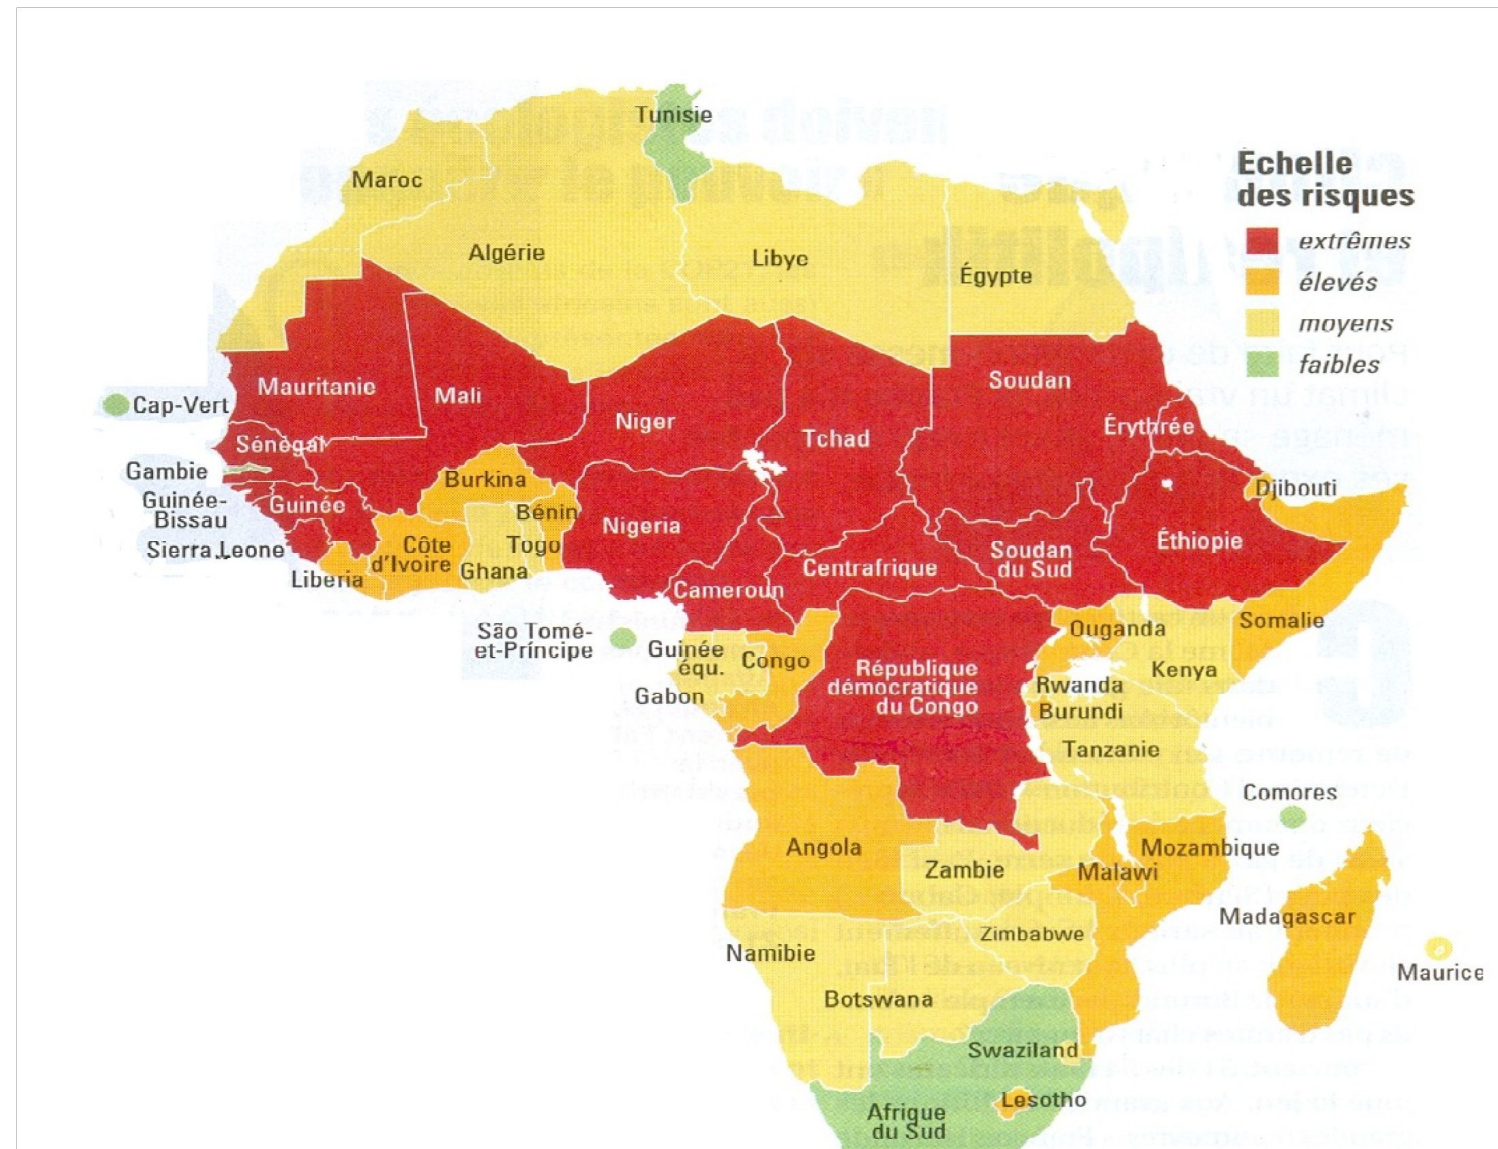 Tunisie
Echelle
des risques
extrêmes
élevés
moyens
faibles
Maroc
Algérie
Libye
Égypte
Mauritanie
Mali
Niger
Tchad
Soudan
Érythrée
Cap-Vert
Sénégal
Gambie
Guinée-
Bissau
Guinée
Sierra Leone
Liberia
Côte
d'Ivoire
Burkina
Bénin
Togo
Ghana
Nigeria
Cameroun
Centrafrique
Soudan
du Sud
Éthiopie
Djibouti
Somalie
São Tomé-
et-Príncipe
Guinée
équ.
Gabon
Congo
République
démocratique
du Congo
Ouganda
Kenya
Rwanda
Burundi
Tanzanie
Comores
Angola
Zambie
Malawi
Mozambique
Madagascar
Maurice
Namibie
Zimbabwe
Botswana
Swaziland
Lesotho
Afrique
du Sud